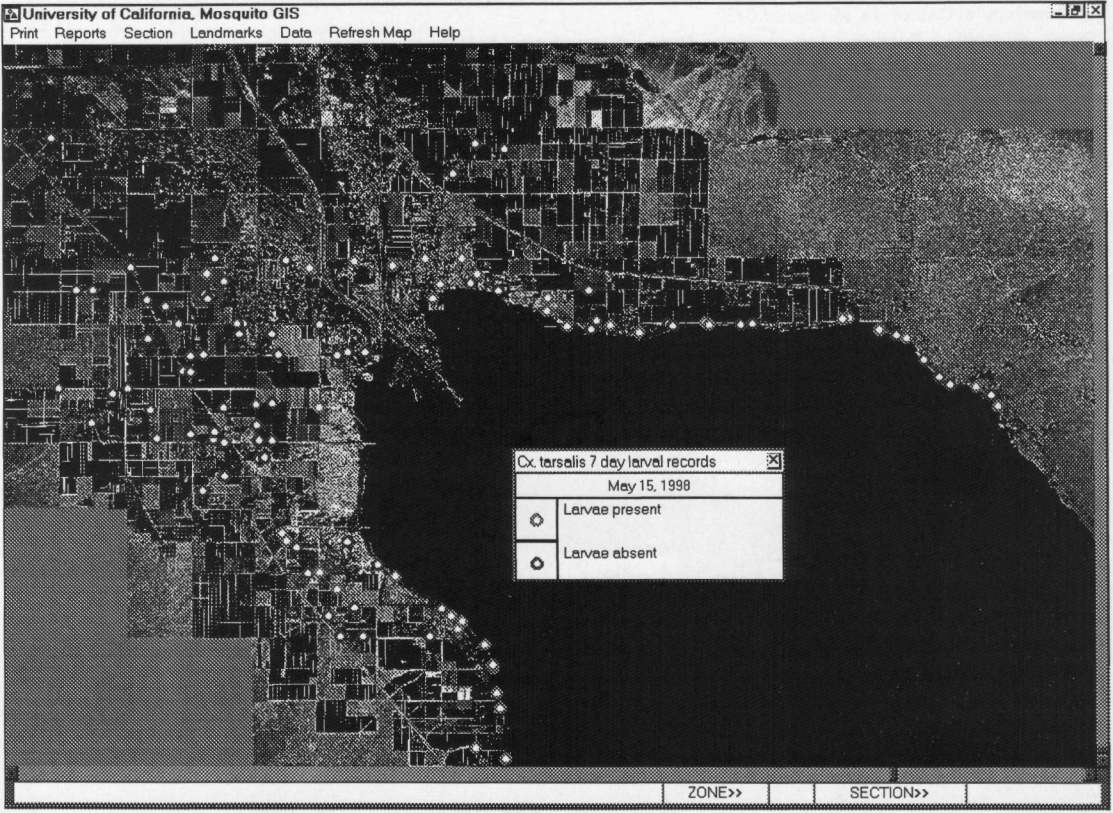 University of California, Mosquito GIS
Print Reports Section Landmarks Data Refresh Map Help
Cx. tarsalis 7 day larval records
May 15, 1998
Larvae present
Larvae absent
ZONE>> SECTION>>